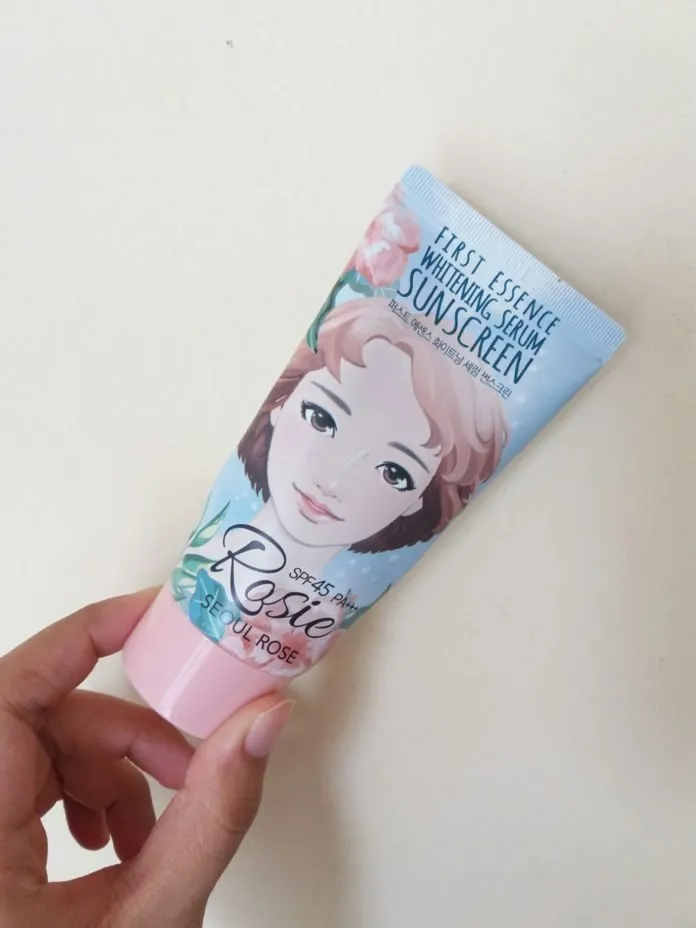 FIRST ESSENCE
WHITENING SERUM
SUNSCREEN
퍼스트 에센스 화이트닝 세럼 썬스크린
SPF45 PA+++
Rosie
SEOUL ROSE